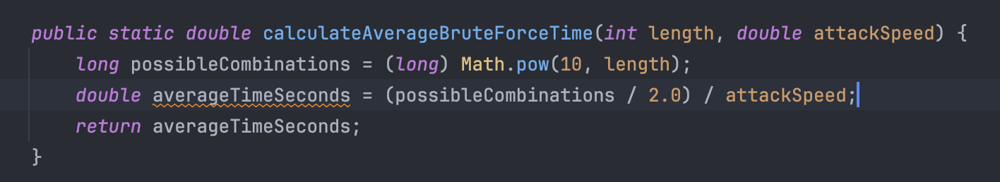 public static double calculateAverageBruteForceTime(int length, double attackSpeed) {
    long possibleCombinations = (long) Math.pow(10, length);
    double averageTimeSeconds = (possibleCombinations / 2.0) / attackSpeed;
    return averageTimeSeconds;
}